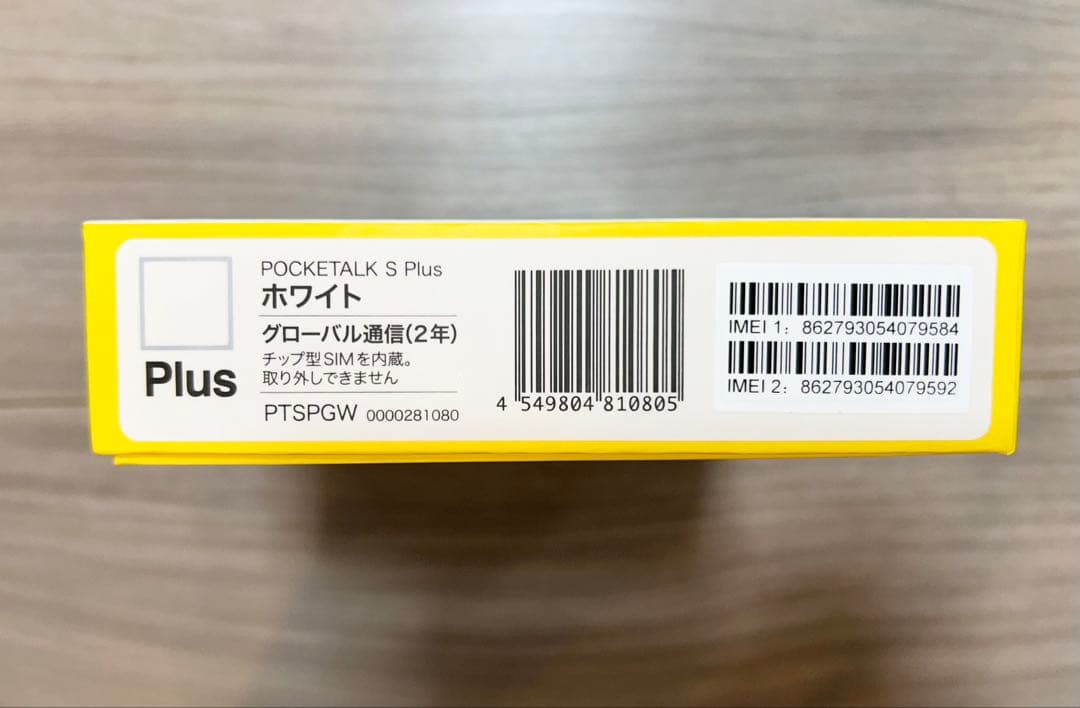 Plus
POCKETALK S Plus
ホワイト
グローバル通信(2年)
チップ型SIMを内蔵。
取り外しできません
PTSPGW 0000281080
4 549804 810805
IMEI 1: 862793054079584
IMEI 2: 862793054079592